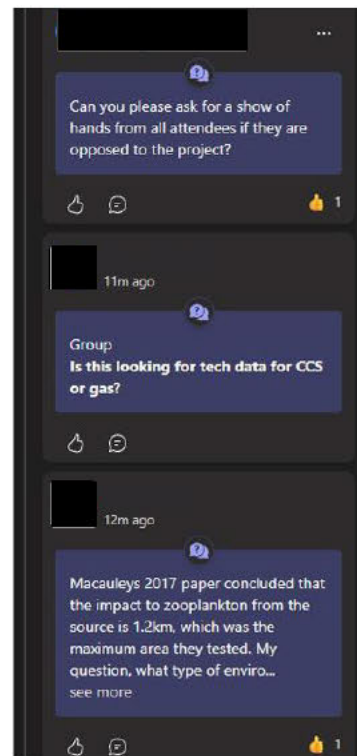 ...
Can you please ask for a show of
hands from all attendees if they are
opposed to the project?
1
11m ago
Group
Is this looking for tech data for CCS
or gas?
12m ago
Macauleys 2017 paper concluded that
the impact to zooplankton from the
source is 1.2km, which was the
maximum area they tested. My
question, what type of enviro...
see more
1